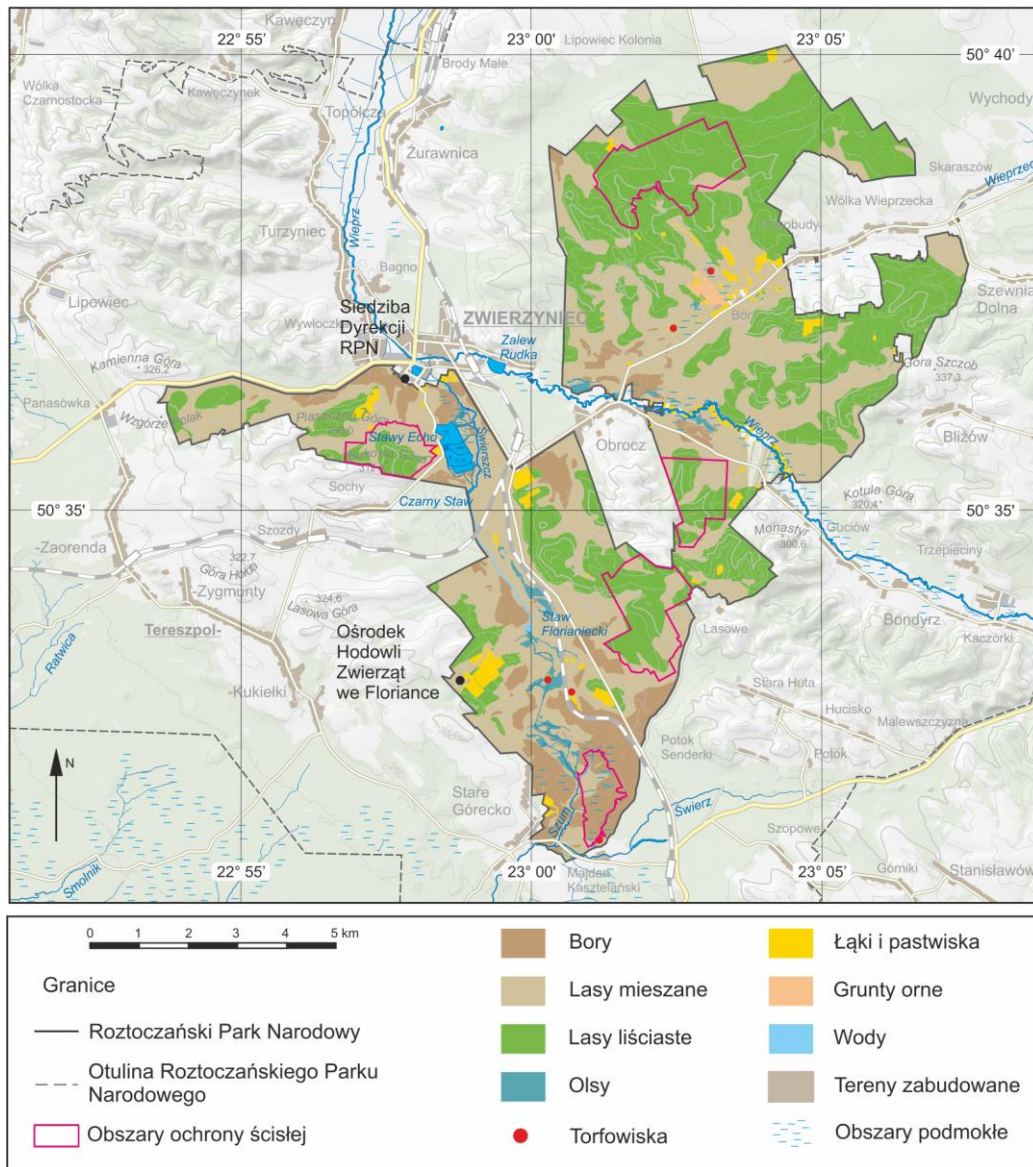 Kawęczyn
22° 55'
23° 00'
Lipowiec Kolonia
23° 05'
50° 40'
Brody Małe
Wólka
Czarnostocka
Kawęczynek
Topólcza
Wychody
Żurawnica
Skaraszów
Wieprzec
Wólka Wieprzecka
Wieprz
Turzyniec
Bagno
Lipowiec
Siedziba
Dyrekcji
RPN
Wywłoczka
ZWIERZYNIEC
Zalew
Rudka
Szewnia
Dolna
Kamienna Góra
326,2
Góra Szczób
337,3
Panasówka
Wzgórze Polak
Piaseczna Góra
Stawy Echo
Świerszcz
Obrocz
Wieprz
Bliżów
Sochy
Czarny Staw
Kotula Góra
320,4
50° 35'
50° 35'
Szozdy
Monastyr
300,6
Guciów
-Zaorenda
322,7
Góra Hołda
Trzepieciny
-Zygmunty
324,6
Lasowa Góra
Staw
Florianiecki
Lasowe
Bondyrz
Kaczórki
Tereszpol-
Ratwica
Ośrodek
Hodowli
Zwierząt
we Floriance
Stara Huta
-Kukiełki
Hucisko
Malewszczyzna
Potok
Senderki
Potok
N
260
Stare
Górecko
Szum
Świerz
Szopowe
Smolnik
22° 55'
23° 00'
23° 05'
Majdan
Kasztelański
Górniki
Stanisławów
0 1 2 3 4 5 km
Granice
Roztoczański Park Narodowy
Otulina Roztoczańskiego Parku
Narodowego
Obszary ochrony ścisłej
Bory
Lasy mieszane
Lasy liściaste
Olsy
Torfowiska
Łąki i pastwiska
Grunty orne
Wody
Tereny zabudowane
Obszary podmokłe